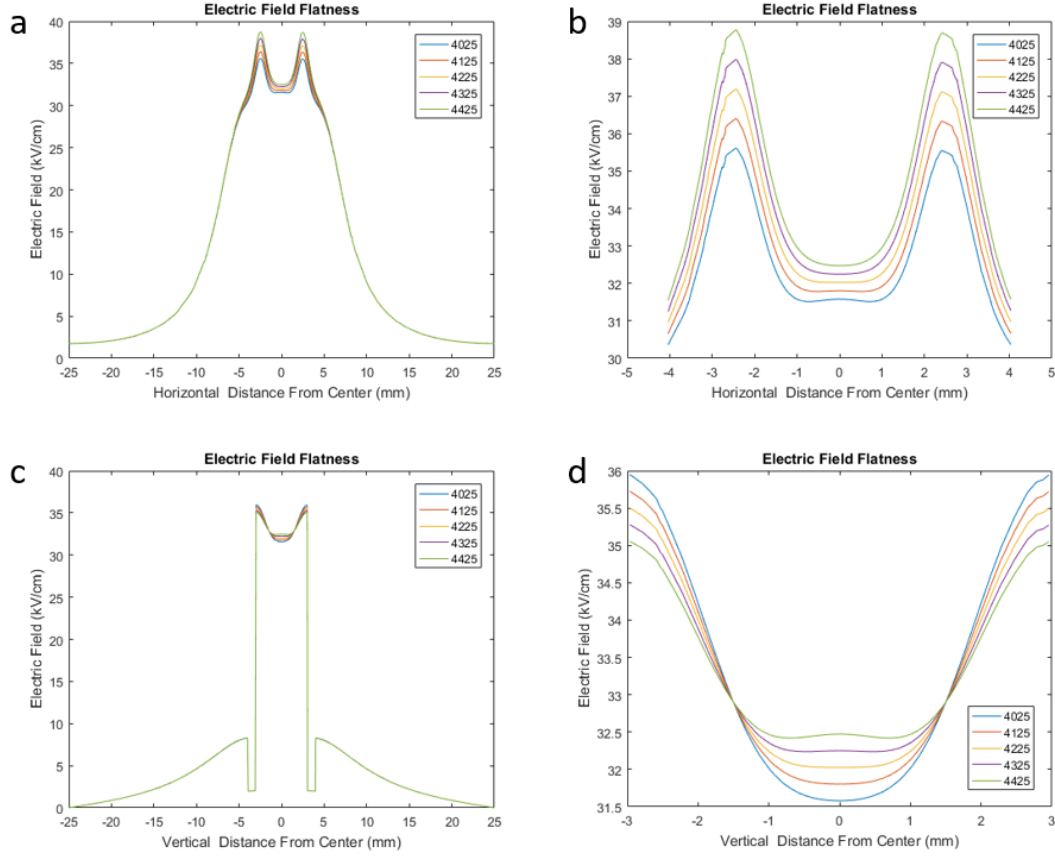 a
Electric Field Flatness
40
35
30
25
20
15
10
5
0
Electric Field (kV/cm)
4025
4125
4225
4325
4425
-25 -20 -15 -10 -5 0 5 10 15 20 25
Horizontal Distance From Center (mm)
b
Electric Field Flatness
39
38
37
36
35
34
33
32
31
30
Electric Field (kV/cm)
4025
4125
4225
4325
4425
-5 -4 -3 -2 -1 0 1 2 3 4 5
Horizontal Distance From Center (mm)
c
Electric Field Flatness
40
35
30
25
20
15
10
5
0
Electric Field (kV/cm)
4025
4125
4225
4325
4425
-25 -20 -15 -10 -5 0 5 10 15 20 25
Vertical Distance From Center (mm)
d
Electric Field Flatness
36
35.5
35
34.5
34
33.5
33
32.5
32
31.5
Electric Field (kV/cm)
4025
4125
4225
4325
4425
-3 -2 -1 0 1 2 3
Vertical Distance From Center (mm)